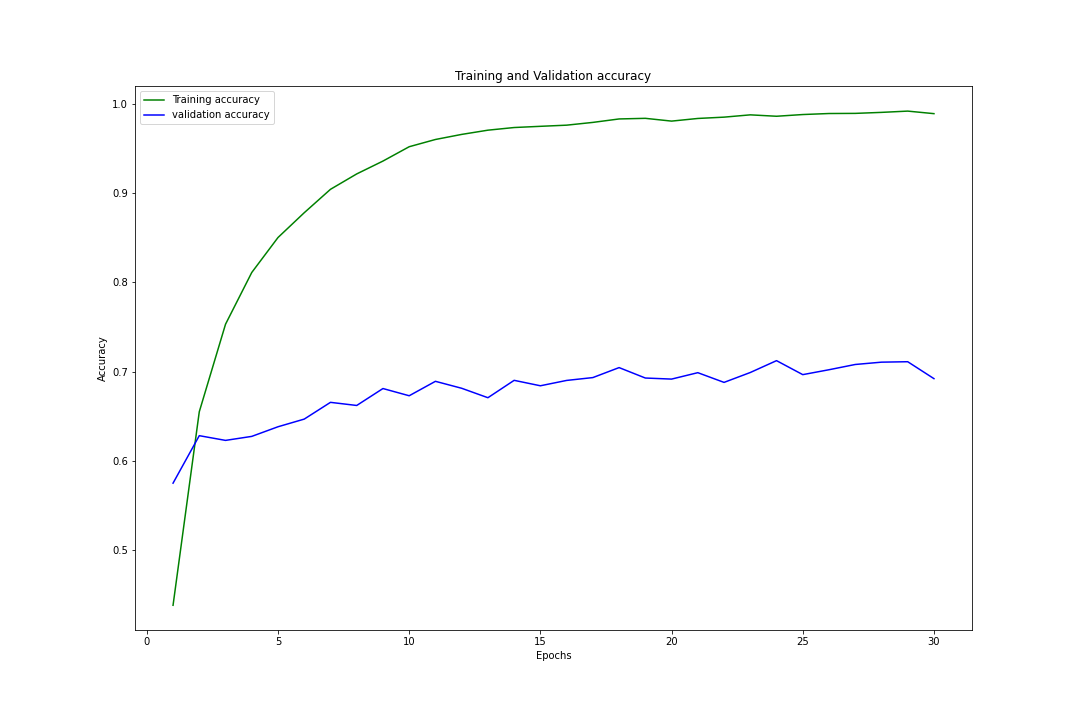 Training and Validation accuracy
Training accuracy
validation accuracy
1.0
0.9
0.8
0.7
0.6
0.5
Accuracy
0 5 10 15 20 25 30
Epochs